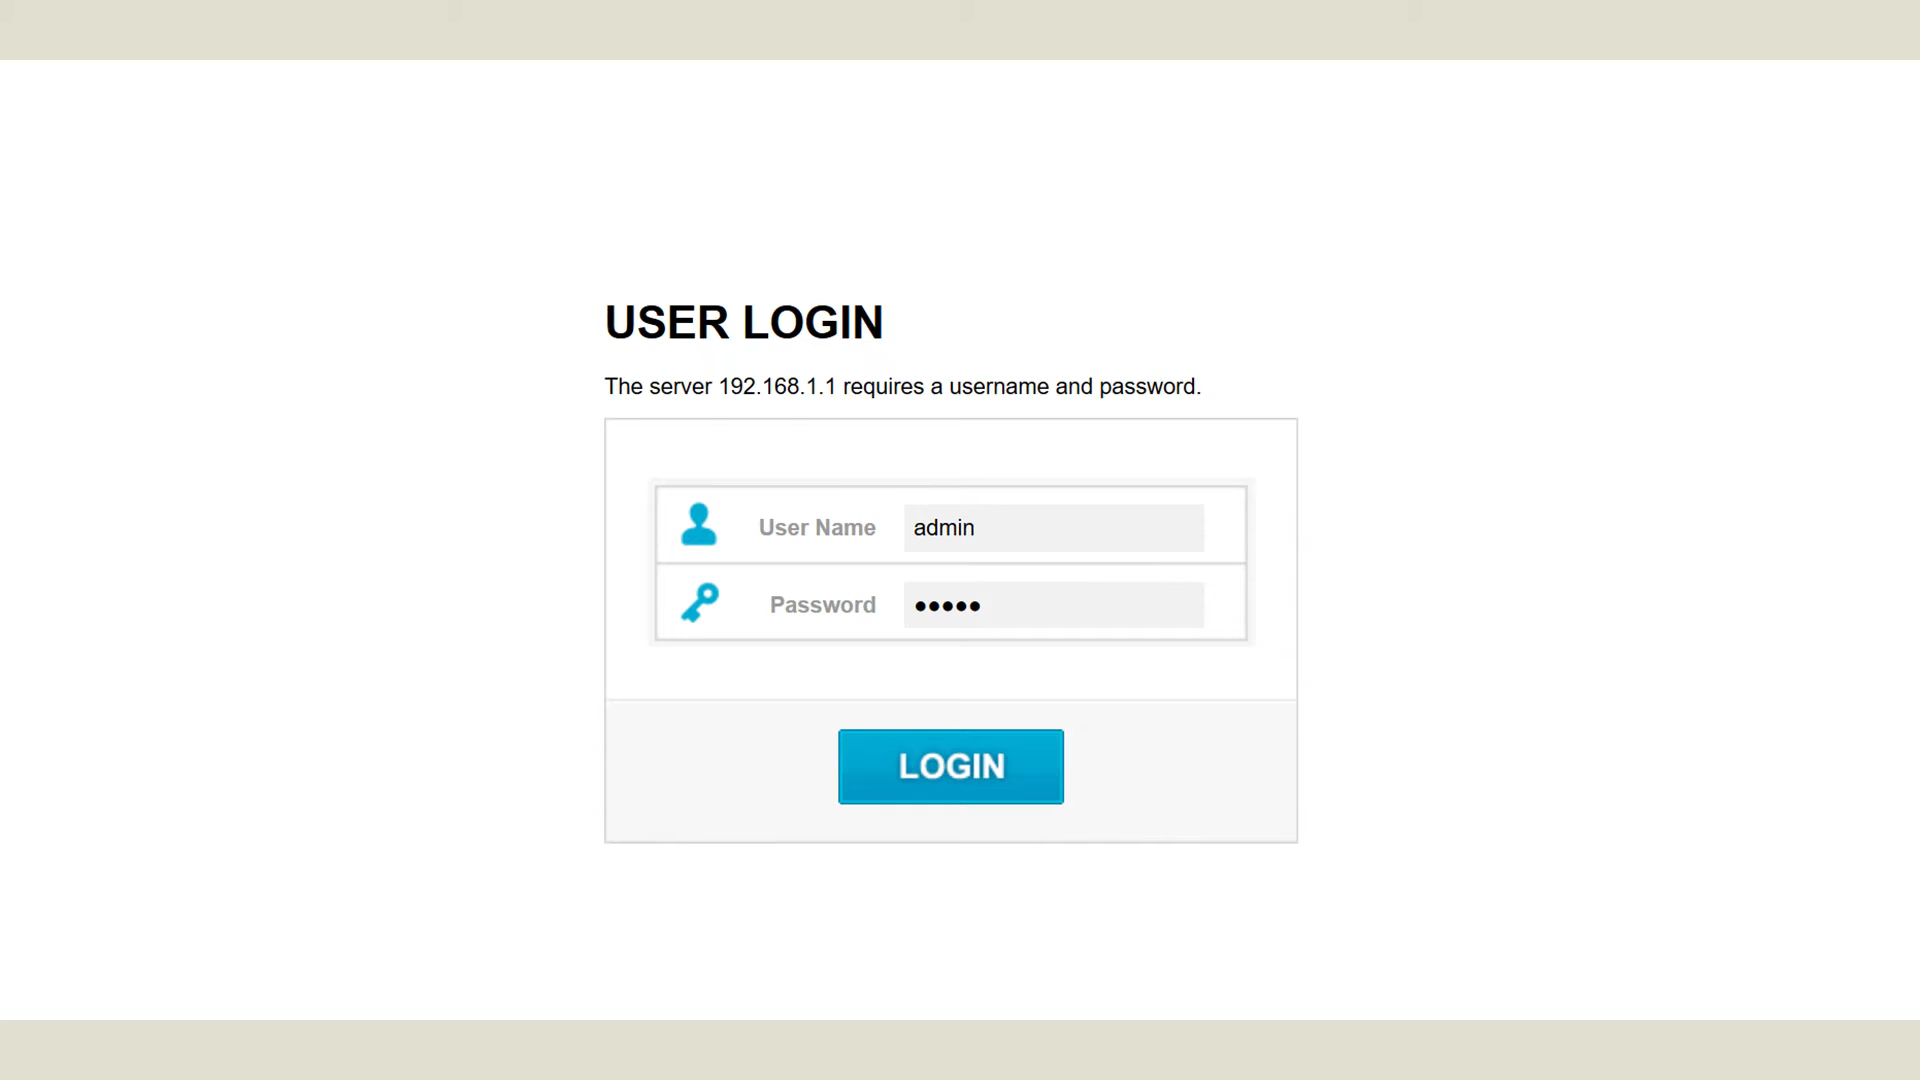 USER LOGIN
The server 192.168.1.1 requires a username and password.
User Name admin
Password •••••
LOGIN